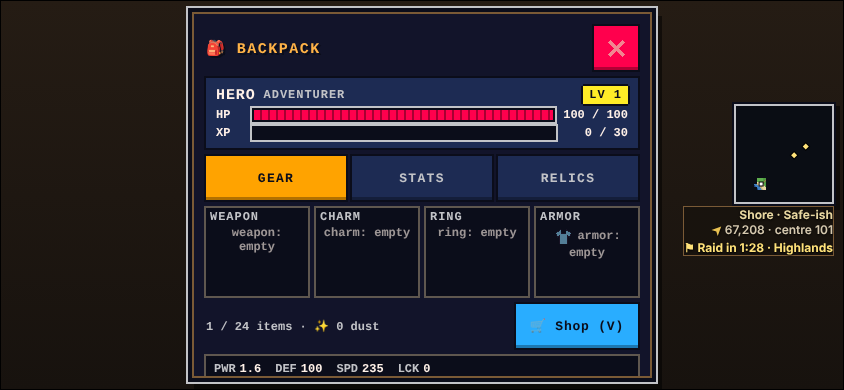 BACKPACK
HERO ADVENTURER LV 1
HP 100 / 100
XP 0 / 30
GEAR STATS RELICS
WEAPON CHARM RING ARMOR
weapon: empty
charm: empty
ring: empty
armor: empty
1 / 24 items · ✨ 0 dust
Shop (V)
PWR 1.6 DEF 100 SPD 235 LCK 0
Shore · Safe-ish
67,208 · centre 101
Raid in 1:28 · Highlands